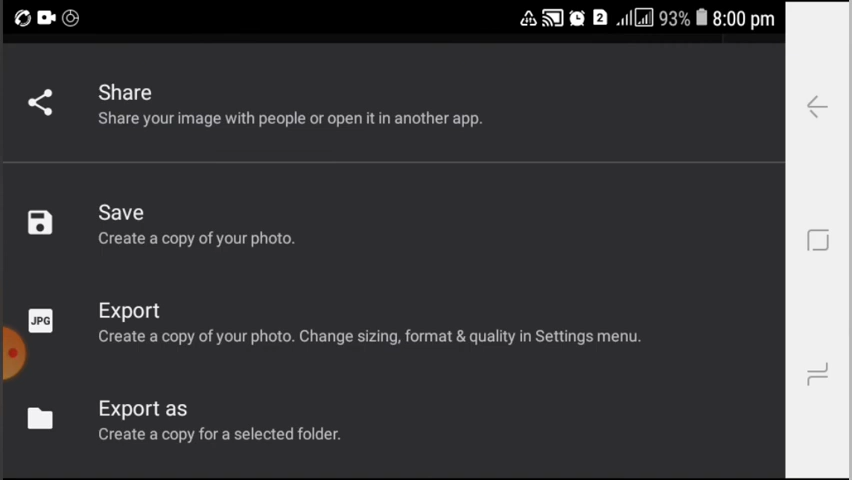 2 93% 8:00 pm
Share
Share your image with people or open it in another app.
Save
Create a copy of your photo.
JPG
Export
Create a copy of your photo. Change sizing, format & quality in Settings menu.
Export as
Create a copy for a selected folder.